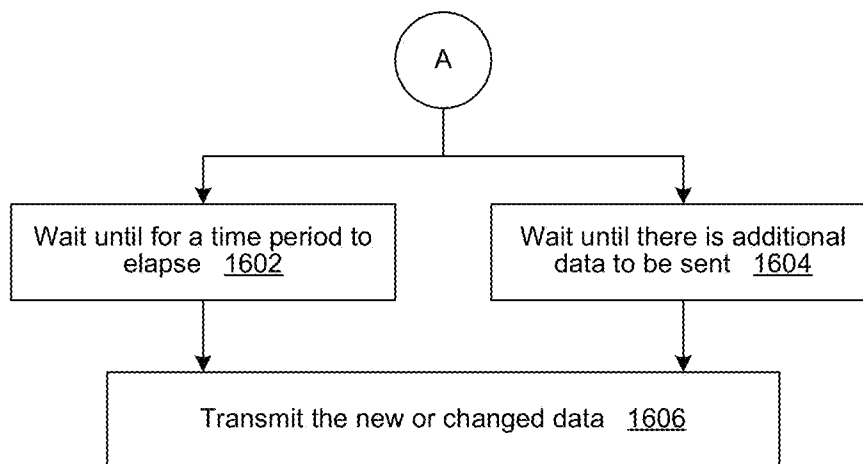 A
Wait until for a time period to
elapse 1602
Wait until there is additional
data to be sent 1604
Transmit the new or changed data 1606